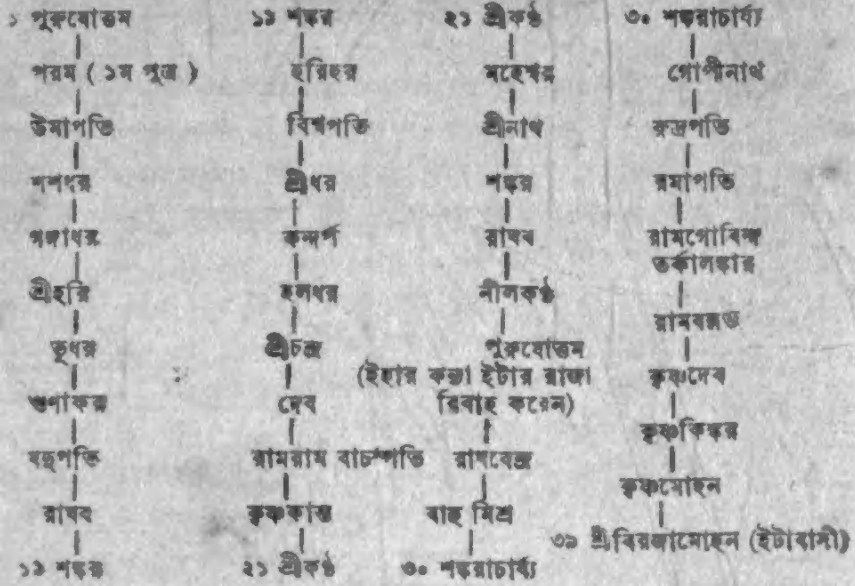 ১ পুরুষোত্তম
পরম ( ১ম পুত্র )
উমাপতি
শশধর
গঙ্গাধর
শ্রীহরি
ভূধর
গুণাকর
যদুপতি
রাঘব
১১ শঙ্কর
১১ শঙ্কর
হরিহর
বিশ্বপতি
শ্রীধর
কন্দর্প
হলধর
শ্রীচন্দ্র
দেব
রামরাম বাচস্পতি
কৃষ্ণকান্ত
২১ শ্রীকণ্ঠ
২১ শ্রীকণ্ঠ
মহেশ্বর
শ্রীনাথ
শঙ্কর
রাঘব
নীলকণ্ঠ
পুরুষোত্তম
(ইহার কন্যা ইটার রাজা
বিবাহ করেন)
রাঘবেন্দ্র
বাহু মিশ্র
৩০ শঙ্করাচার্য্য
৩০ শঙ্করাচার্য্য
গোপীনাথ
রুদ্রপতি
রমাপতি
রামগোবিন্দ
তর্কালঙ্কার
রামবল্লভ
কৃষ্ণদেব
কৃষ্ণকিঙ্কর
কৃষ্ণমোহন
৩৯ শ্রীবিরজামোহন (ইটাবাসী)